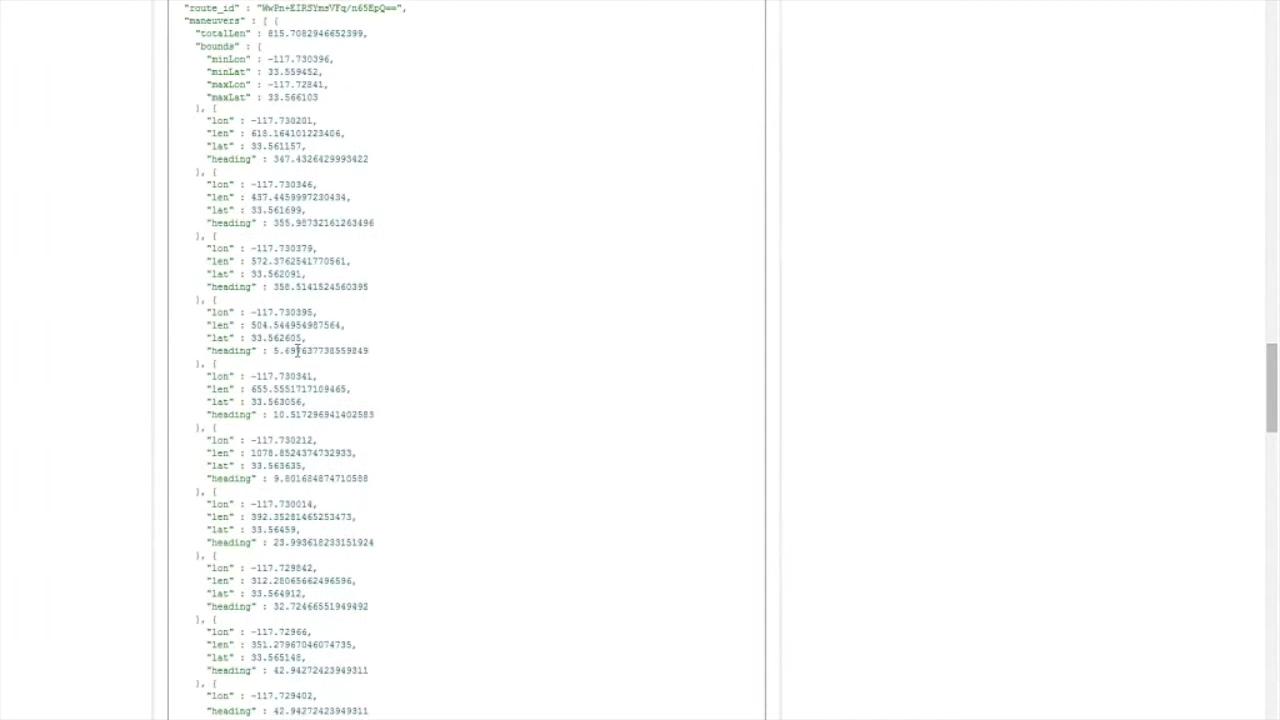 "route_id" : "WwPn+EIRSYmsVFq/n65EpQ==",
"maneuvers" : [ {
"totalLen" : 815.7082946652399,
"bounds" : {
"minLon" : -117.730396,
"minLat" : 33.559452,
"maxLon" : -117.72841,
"maxLat" : 33.566103
}, {
"lon" : -117.730201,
"len" : 618.164101223406,
"lat" : 33.561157,
"heading" : 347.4326429993422
}, {
"lon" : -117.730346,
"len" : 437.4459997230434,
"lat" : 33.561699,
"heading" : 355.98732161263496
}, {
"lon" : -117.730379,
"len" : 572.3762541770561,
"lat" : 33.562091,
"heading" : 358.5141524560395
}, {
"lon" : -117.730395,
"len" : 504.544954987564,
"lat" : 33.562605,
"heading" :
}, {
"lon" : -117.730341,
"len" : 655.5551717109465,
"lat" : 33.563056,
"heading" : 10.517296941402583
}, {
"lon" : -117.730212,
"len" : 1078.8524374732933,
"lat" : 33.563635,
"heading" : 9.801684874710588
}, {
"lon" : -117.730014,
"len" : 392.35281465253473,
"lat" : 33.56459,
"heading" : 23.993618233151924
}, {
"lon" : -117.729842,
"len" : 312.28065662496596,
"lat" : 33.564912,
"heading" : 32.72466551949492
}, {
"lon" : -117.72966,
"len" : 351.27967046074735,
"lat" : 33.565148,
"heading" : 42.94272423949311
}, {
"lon" : -117.729402,
"heading" : 42.94272423949311